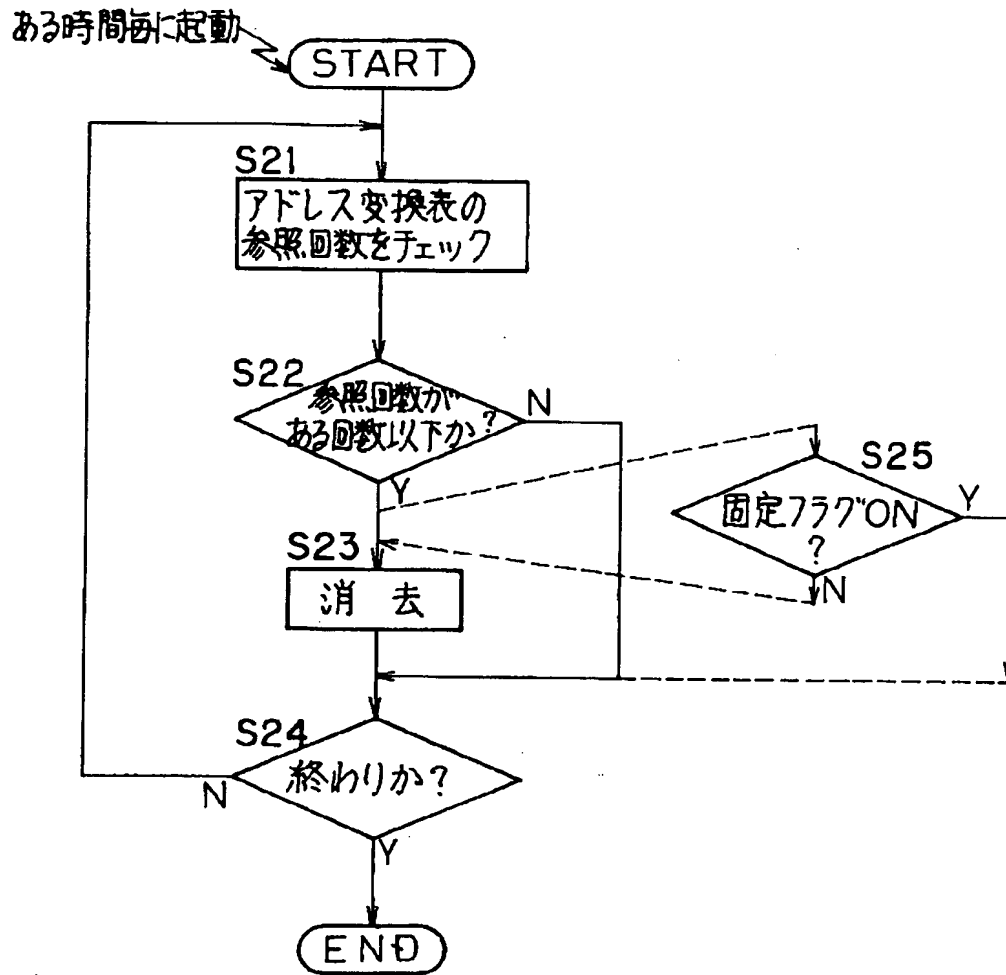 ある時間毎に起動
START
S21
アドレス変換表の
参照回数をチェック
S22
参照回数が
ある回数以下か?
N
Y
S25
固定フラグON
?
Y
N
S23
消去
S24
終わりか?
N
Y
END